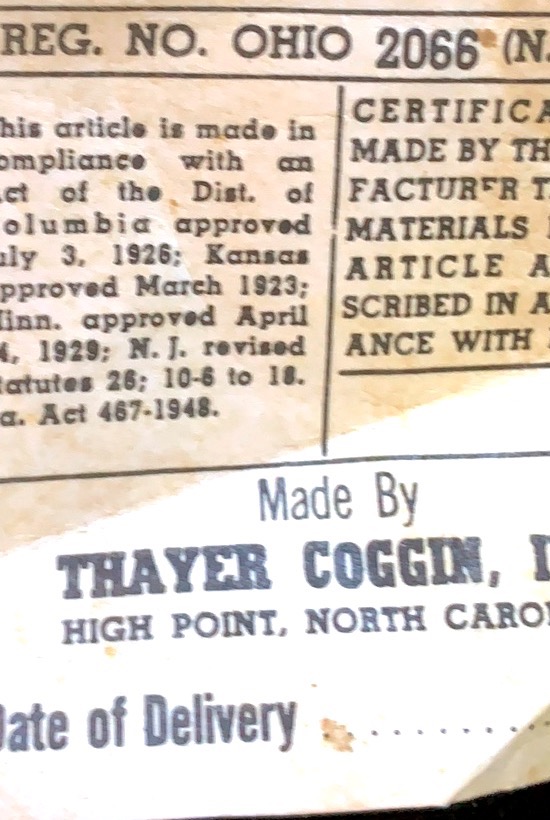 REG. NO. OHIO 2066 (N.
his article is made in
ompliance with an
ct of the Dist. of
olumbia approved
uly 3, 1926; Kansas
pproved March 1923;
inn. approved April
4, 1929; N. J. revised
tatutes 26; 10-6 to 18.
a. Act 467-1948.
CERTIFICA
MADE BY TH
FACTURER T
MATERIALS
ARTICLE A
SCRIBED IN A
ANCE WITH
Made By
THAYER COGGIN, I
HIGH POINT, NORTH CARO
Date of Delivery ............